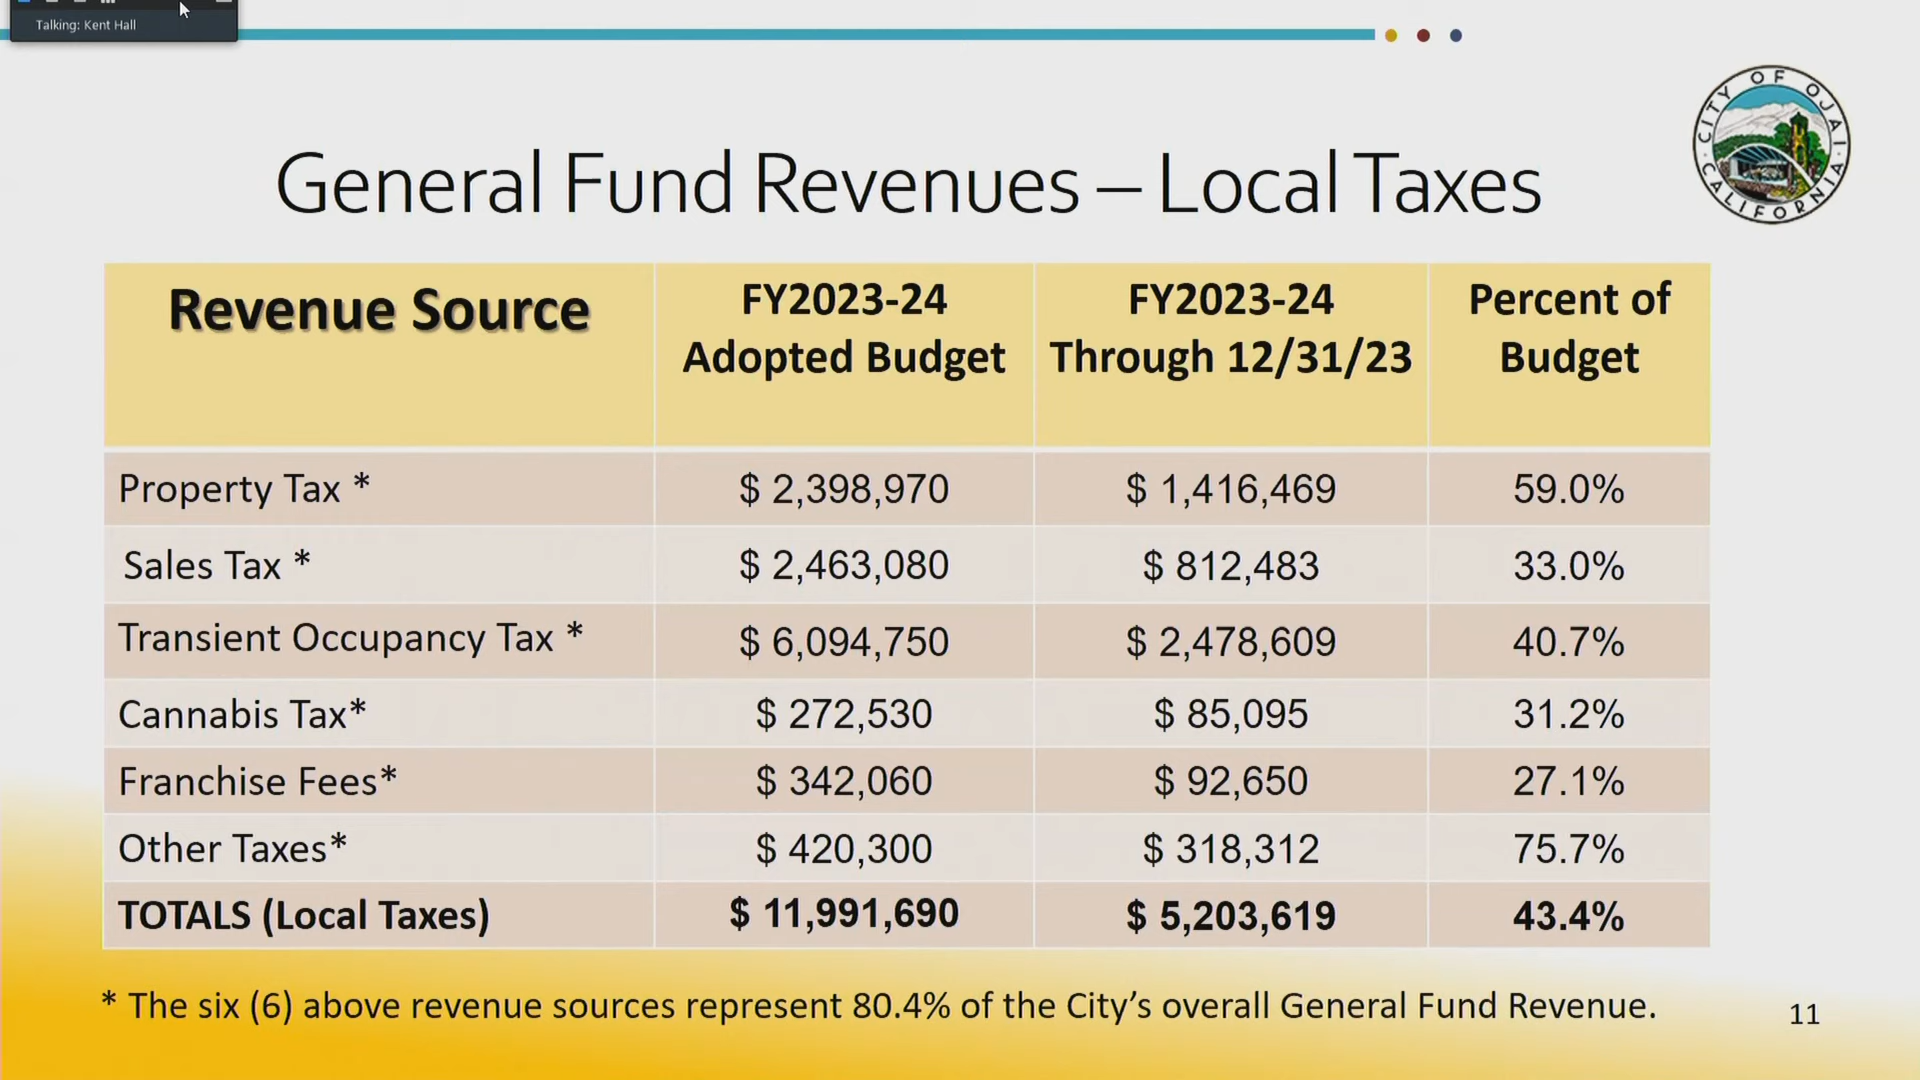 Talking: Kent Hall
CITY OF OJAI
CALIFORNIA
General Fund Revenues – Local Taxes
Revenue Source
FY2023-24
Adopted Budget
FY2023-24
Through 12/31/23
Percent of
Budget
Property Tax * $ 2,398,970 $ 1,416,469 59.0%
Sales Tax * $ 2,463,080 $ 812,483 33.0%
Transient Occupancy Tax * $ 6,094,750 $ 2,478,609 40.7%
Cannabis Tax* $ 272,530 $ 85,095 31.2%
Franchise Fees* $ 342,060 $ 92,650 27.1%
Other Taxes* $ 420,300 $ 318,312 75.7%
TOTALS (Local Taxes) $ 11,991,690 $ 5,203,619 43.4%
* The six (6) above revenue sources represent 80.4% of the City’s overall General Fund Revenue.
11